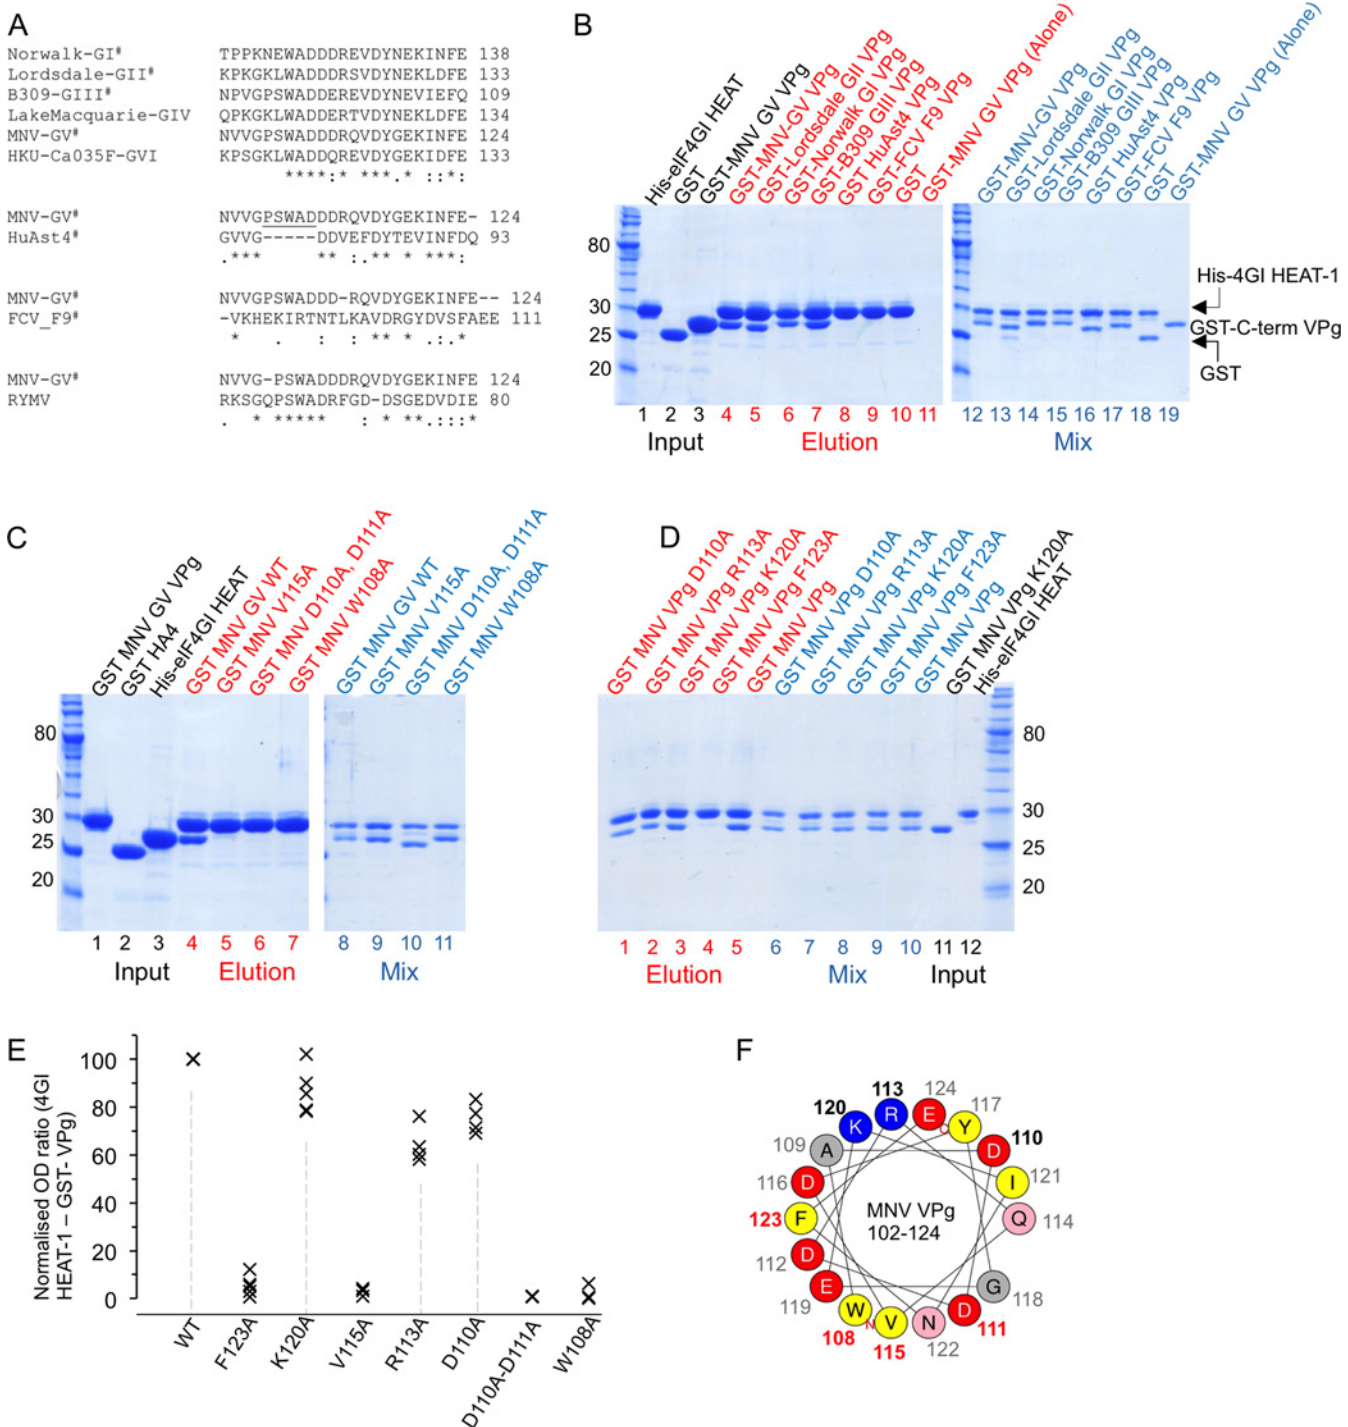 A
Norwalk-GI# TPPKNEWADDDREVDYNEKINFE 138
Lordsdale-GII# KPKGKLWADDDRSVDYNEKLDFE 133
B309-GIII# NPVGPSWADDDREVDYNEVIEFQ 109
LakeMacquarie-GIV QPKGKLWADDERTVDYNEKLDFE 134
MNV-GV# NVVGPSWADDDRQVDYGEKINFE 124
HKU-Ca035F-GVI KPSGKLWADDQREVDYGEKIDFE 133
****:* ***.* ::*:
MNV-GV# NVVGPSWADDDRQVDYGEKINFE- 124
HuAst4# GVVG-----DDVEFDYTEVINFDQ 93
.*** ** :.** * ***:
MNV-GV# NVVGPSWADDD-RQVDYGEKINFE-- 124
FCV_F9# -VKHEKIRTNTLKAVDRGYDVSFAEE 111
* . : : ** * .:.*
MNV-GV# NVVG-PSWADDDRQVDYGEKINFE 124
RYMV RKSGQPSWADRFGD-DSGEDVDIE 80
. * ***** : * **.:::*
B
His-eIF4GI HEAT
GST
GST-MNV GV VPg
GST-MNV-GV VPg
GST-Lordsdale GII VPg
GST-Norwalk GI VPg
GST-B309 GIII VPg
GST HuAst4 VPg
GST-FCV F9 VPg
GST
GST-MNV GV VPg (Alone)
GST-MNV-GV VPg
GST-Lordsdale GII VPg
GST-Norwalk GI VPg
GST-B309 GIII VPg
GST HuAst4 VPg
GST-FCV F9 VPg
GST
GST-MNV GV VPg (Alone)
80
30
25
20
His-4GI HEAT-1
GST-C-term VPg
GST
1 2 3 4 5 6 7 8 9 10 11
12 13 14 15 16 17 18 19
Input Elution Mix
C
GST MNV GV VPg
GST HA4
His-eIF4GI HEAT
GST MNV GV WT
GST MNV V115A
GST MNV D110A, D111A
GST MNV W108A
GST MNV GV WT
GST MNV V115A
GST MNV D110A, D111A
GST MNV W108A
80
30
25
20
1 2 3 4 5 6 7 8 9 10 11
Input Elution Mix
D
GST MNV VPg D110A
GST MNV VPg R113A
GST MNV VPg K120A
GST MNV VPg F123A
GST MNV VPg
GST MNV VPg D110A
GST MNV VPg R113A
GST MNV VPg K120A
GST MNV VPg F123A
GST MNV VPg
GST MNV VPg K120A
His-eIF4GI HEAT
80
30
25
20
1 2 3 4 5 6 7 8 9 10 11 12
Elution Mix Input
E
Normalised OD ratio (4GI
HEAT-1 – GST- VPg)
100
80
60
40
20
0
WT
F123A
K120A
V115A
R113A
D110A
D110A-D111A
W108A
F
MNV VPg
102-124
124 E
117 Y
110 D
121 I
114 Q
118 G
111 D
122 N
115 V
108 W
119 E
112 D
123 F
116 D
109 A
120 K
113 R
C
N